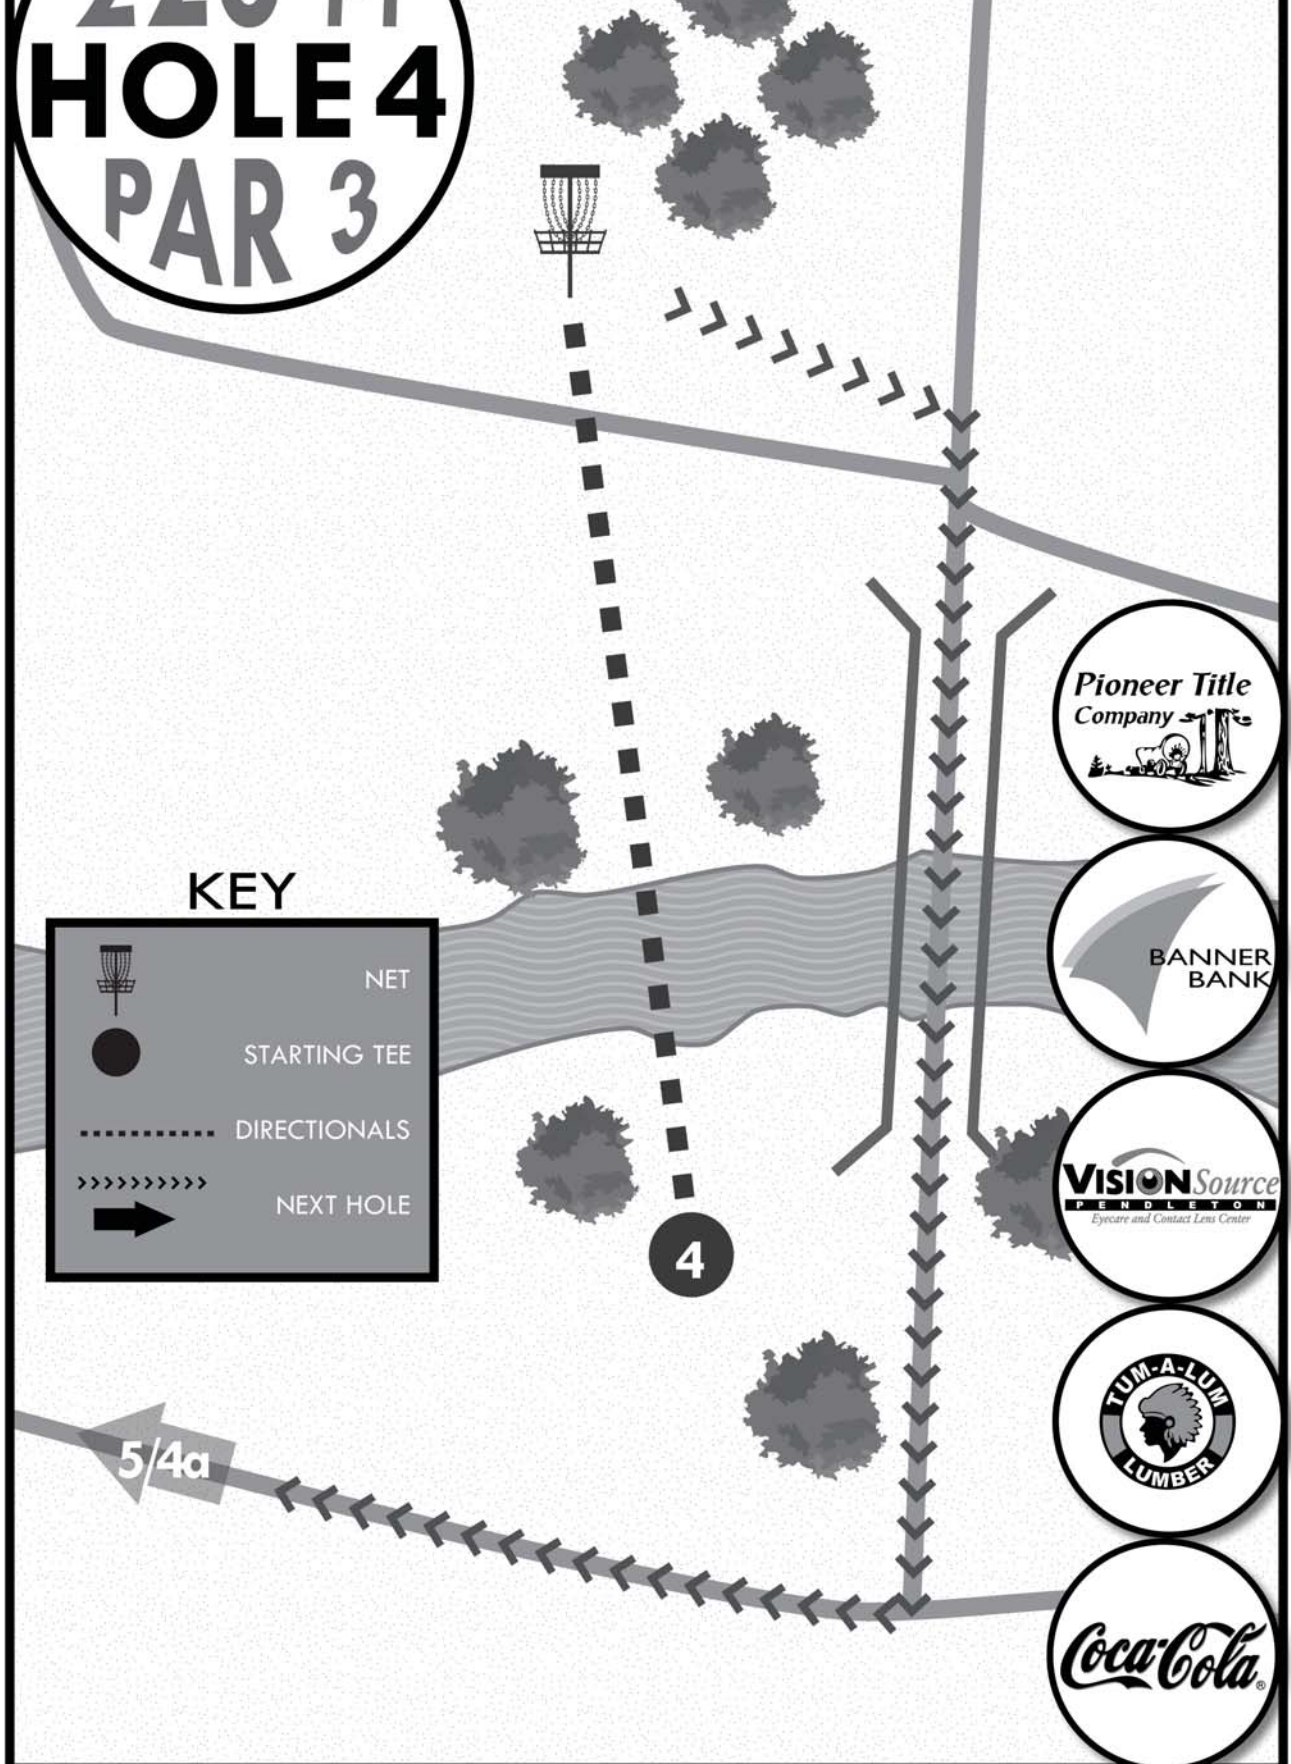 HOLE 4
PAR 3
Pioneer Title
Company
BANNER
BANK
KEY
NET
STARTING TEE
DIRECTIONALS
NEXT HOLE
VISION Source
PENDLETON
Eyecare and Contact Lens Center
4
TUM-A-LUM
LUMBER
5/4a
Coca-Cola®